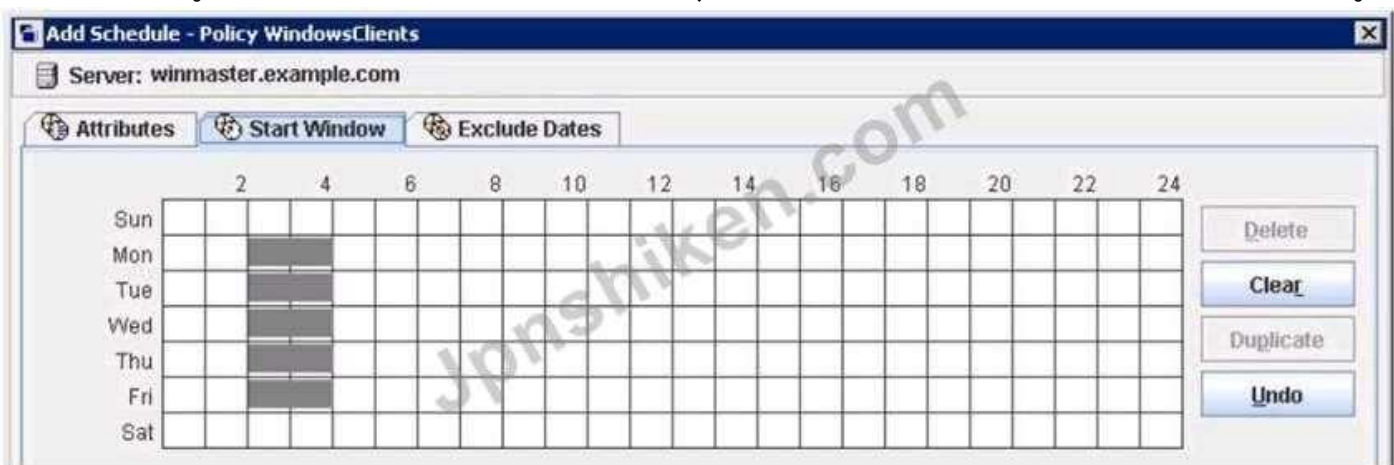 Add Schedule - Policy WindowsClients
Server: winmaster.example.com
Attributes Start Window Exclude Dates
2 4 6 8 10 12 14 16 18 20 22 24
Sun
Mon
Tue
Wed
Thu
Fri
Sat
Delete
Clear
Duplicate
Undo
Jpnshiken.com